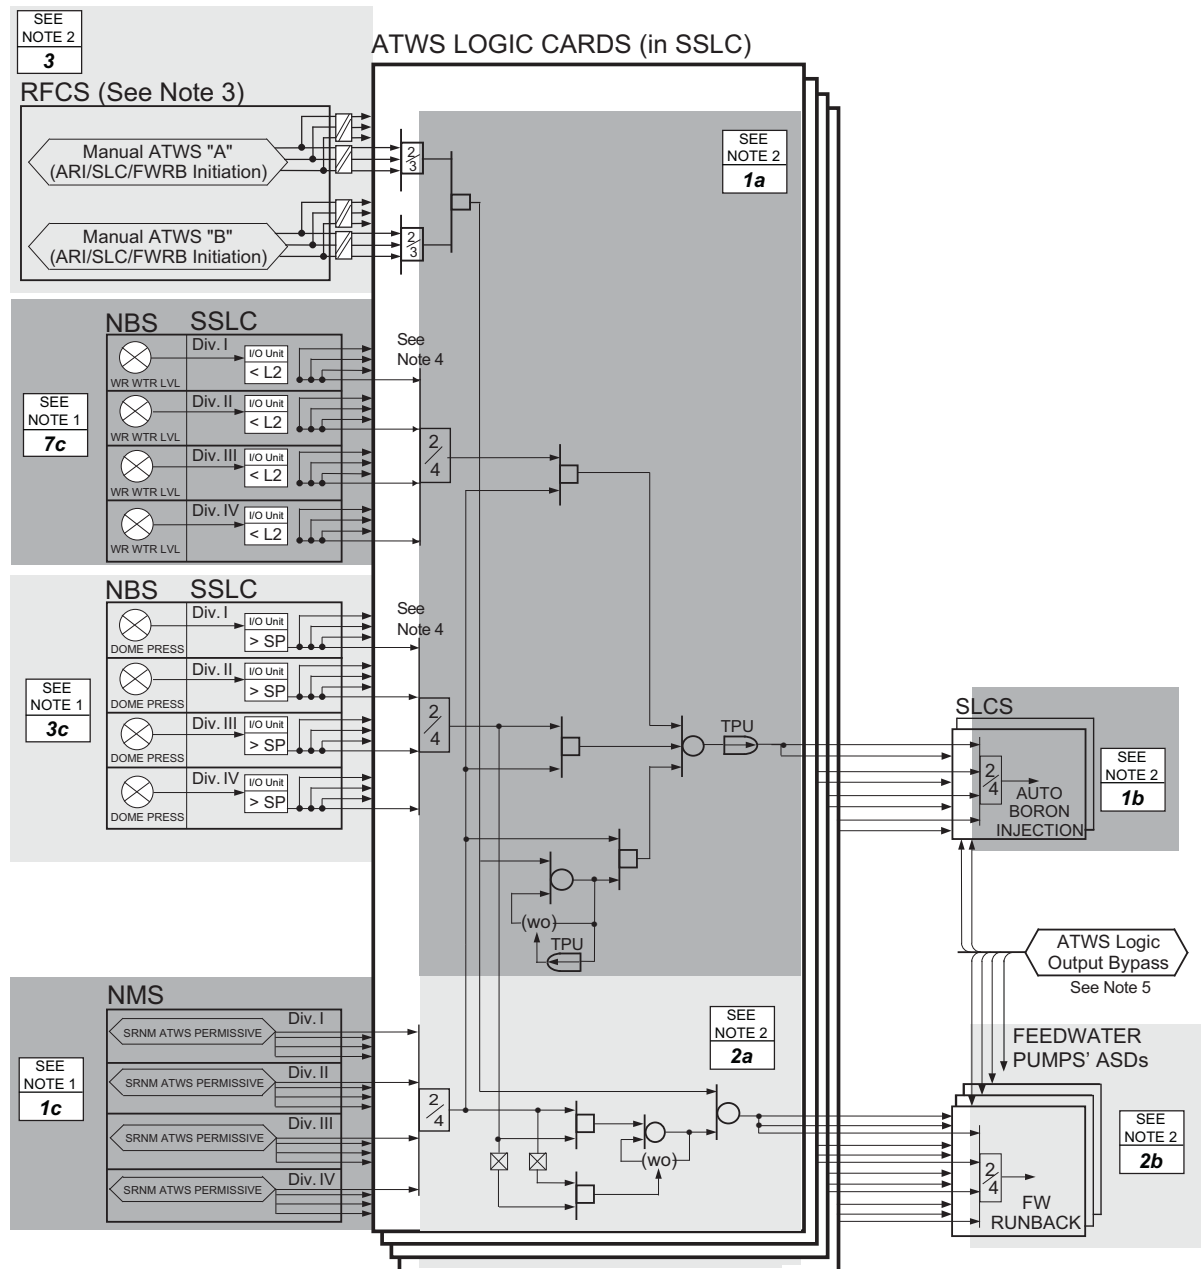 SEE
NOTE 2
3
ATWS LOGIC CARDS (in SSLC)
RFCS (See Note 3)
Manual ATWS "A"
(ARI/SLC/FWRB Initiation)
2/3
Manual ATWS "B"
(ARI/SLC/FWRB Initiation)
2/3
SEE
NOTE 2
1a
NBS SSLC
SEE
NOTE 1
7c
Div. I
I/O Unit
< L2
WR WTR LVL
Div. II
I/O Unit
< L2
WR WTR LVL
Div. III
I/O Unit
< L2
WR WTR LVL
Div. IV
I/O Unit
< L2
WR WTR LVL
See
Note 4
2/4
NBS SSLC
SEE
NOTE 1
3c
Div. I
I/O Unit
> SP
DOME PRESS
Div. II
I/O Unit
> SP
DOME PRESS
Div. III
I/O Unit
> SP
DOME PRESS
Div. IV
I/O Unit
> SP
DOME PRESS
See
Note 4
2/4
TPU
(wo)
TPU
SLCS
2/4
AUTO
BORON
INJECTION
SEE
NOTE 2
1b
ATWS Logic
Output Bypass
See Note 5
NMS
SEE
NOTE 1
1c
Div. I
SRNM ATWS PERMISSIVE
Div. II
SRNM ATWS PERMISSIVE
Div. III
SRNM ATWS PERMISSIVE
Div. IV
SRNM ATWS PERMISSIVE
2/4
SEE
NOTE 2
2a
(wo)
FEEDWATER
PUMPS' ASDs
2/4
FW
RUNBACK
SEE
NOTE 2
2b